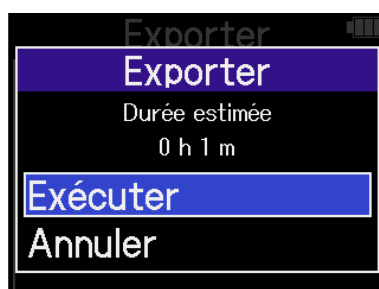 Exporter
Exporter
Durée estimée
0 h 1 m
Exécuter
Annuler